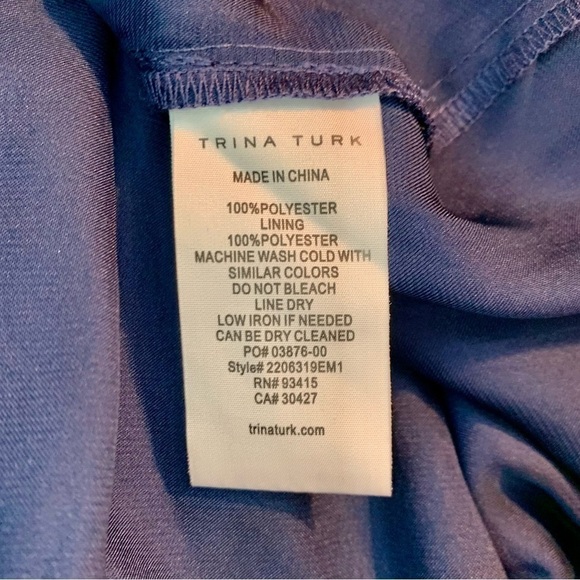 TRINA TURK
MADE IN CHINA
100%POLYESTER
LINING
100%POLYESTER
MACHINE WASH COLD WITH
SIMILAR COLORS
DO NOT BLEACH
LINE DRY
LOW IRON IF NEEDED
CAN BE DRY CLEANED
PO# 03876-00
Style# 2206319EM1
RN# 93415
CA# 30427
trinaturk.com